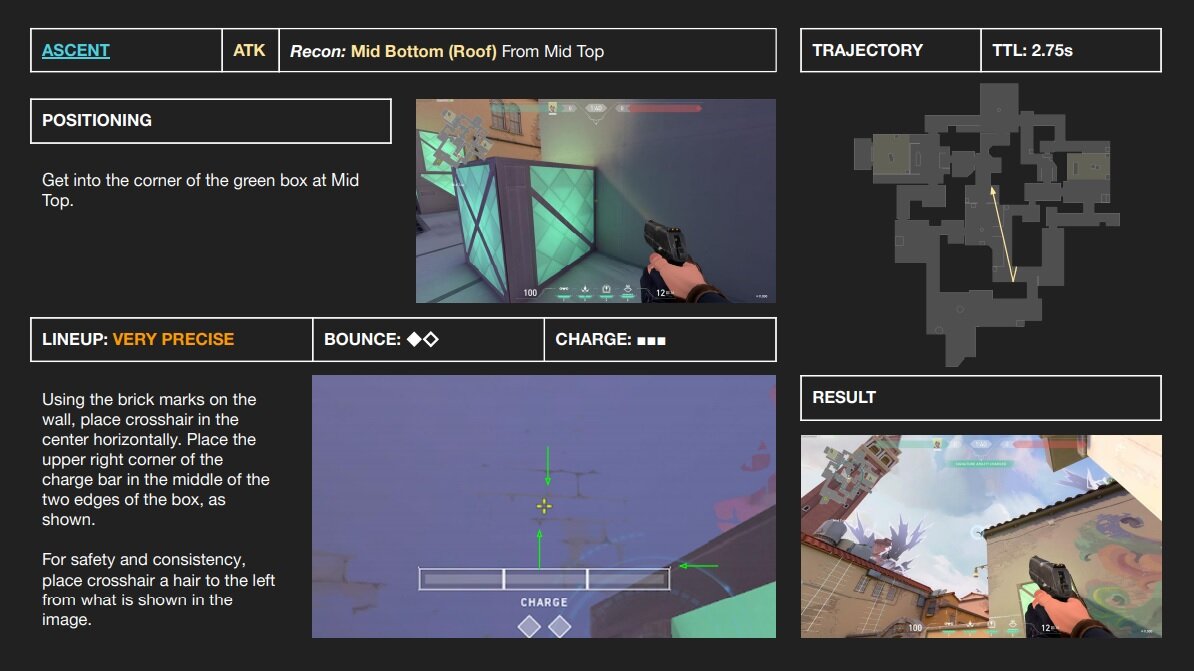 ASCENT
ATK
Recon: Mid Bottom (Roof) From Mid Top
TRAJECTORY
TTL: 2.75s
POSITIONING
Get into the corner of the green box at Mid
Top.
100
12
LINEUP: VERY PRECISE
BOUNCE: ◆◇
CHARGE: ■■■
Using the brick marks on the
wall, place crosshair in the
center horizontally. Place the
upper right corner of the
charge bar in the middle of the
two edges of the box, as
shown.
For safety and consistency,
place crosshair a hair to the left
from what is shown in the
image.
CHARGE
RESULT
100
12